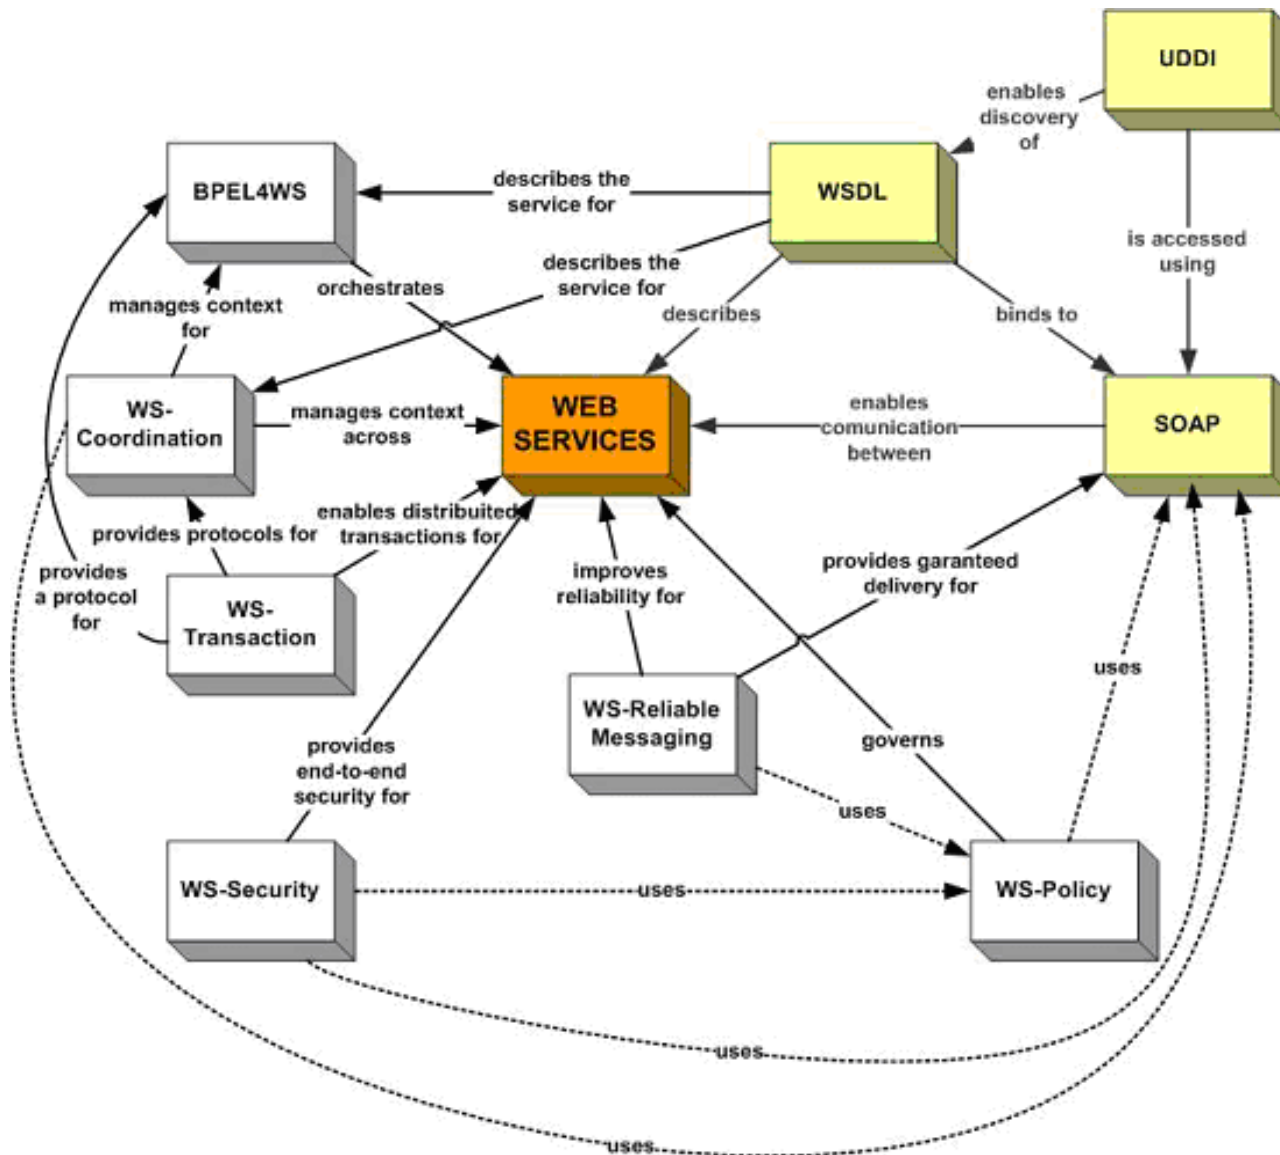 UDDI
enables
discovery
of
BPEL4WS
describes the
service for
WSDL
is accessed
using
describes the
service for
orchestrates
manages context
for
describes
binds to
WS-
Coordination
manages context
across
WEB
SERVICES
enables
comunication
between
SOAP
enables distribuited
transactions for
provides protocols for
provides
a protocol
for
improves
reliability for
provides garanteed
delivery for
WS-
Transaction
uses
WS-Reliable
Messaging
governs
provides
end-to-end
security for
uses
WS-Security
uses
WS-Policy
uses
uses